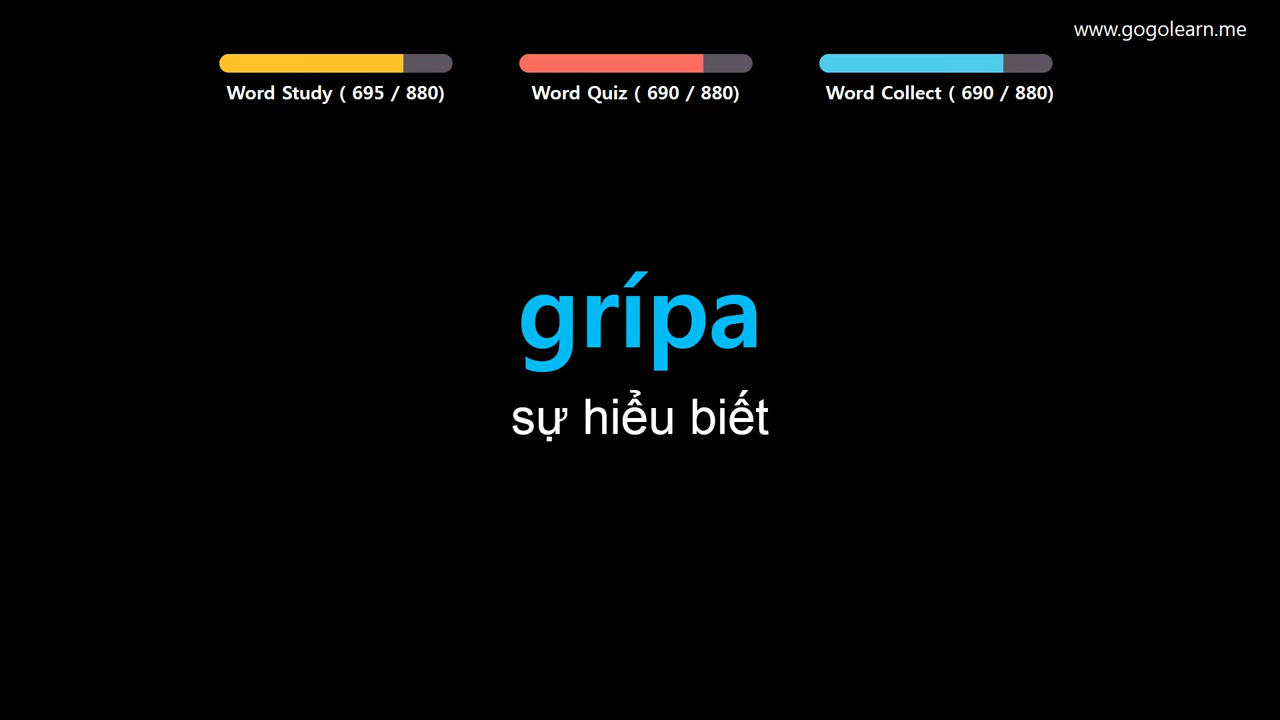 www.gogolearn.me
Word Study ( 695 / 880)
Word Quiz ( 690 / 880)
Word Collect ( 690 / 880)
grípa
sự hiểu biết